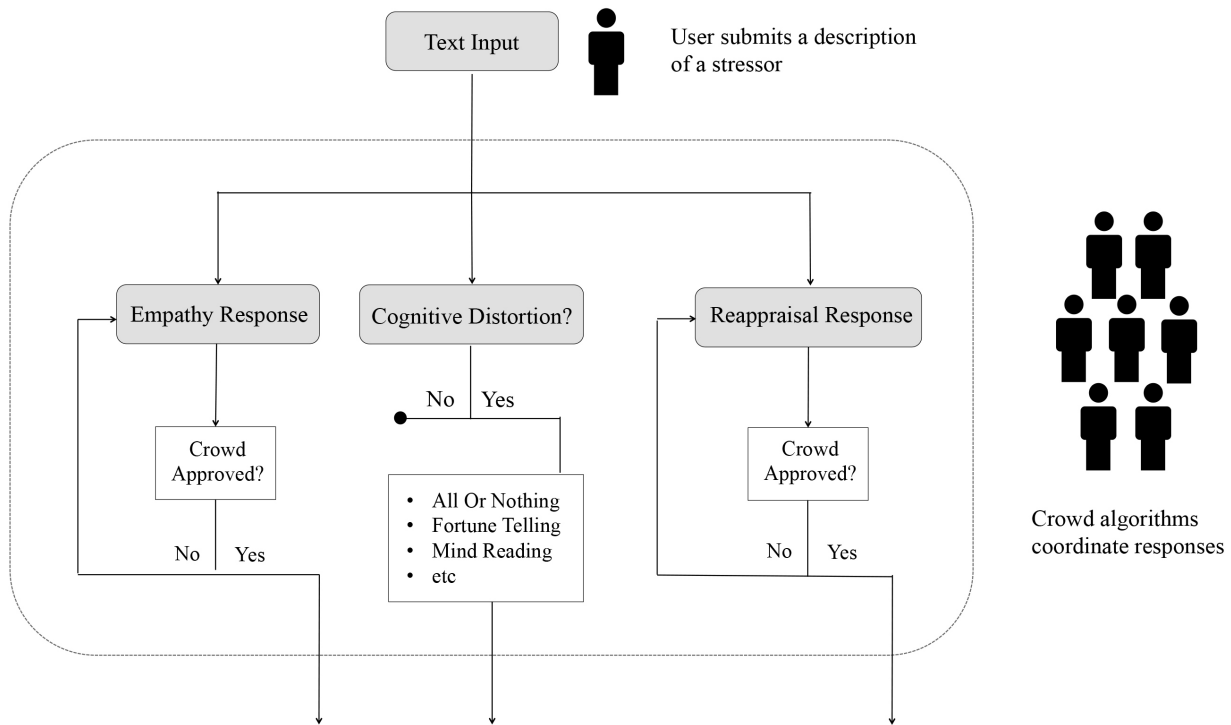 Text Input
User submits a description
of a stressor
Empathy Response
Cognitive Distortion?
Reappraisal Response
No
Yes
Crowd
Approved?
• All Or Nothing
• Fortune Telling
• Mind Reading
• etc
Crowd
Approved?
No
Yes
No
Yes
Crowd algorithms
coordinate responses